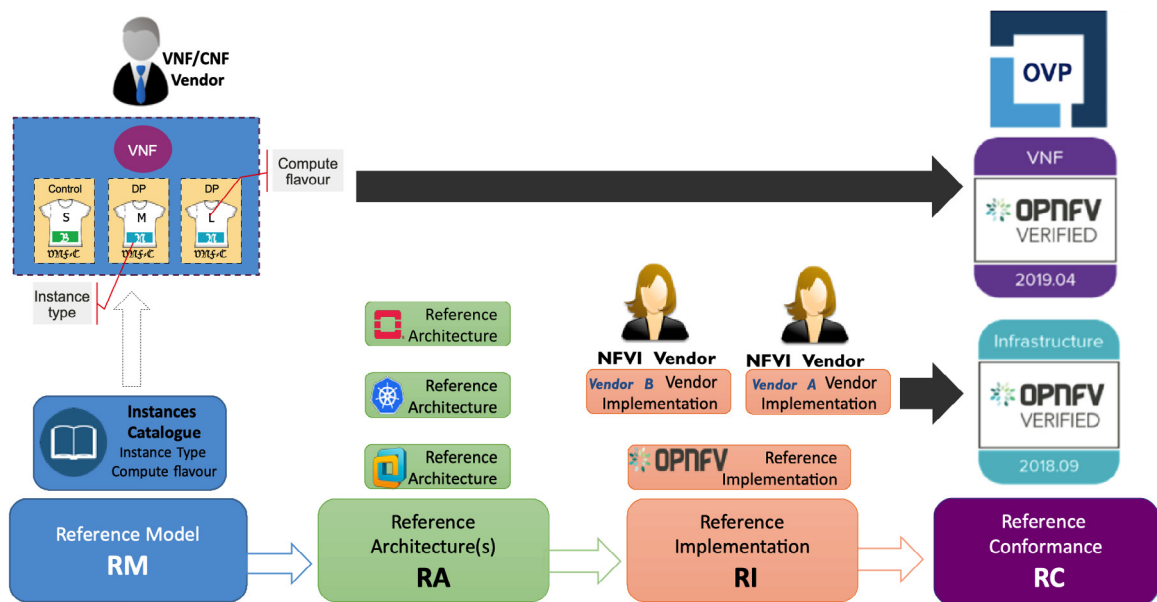 VNF/CNF
Vendor
VNF
Control
S
B
VNFC
DP
M
N
VNFC
DP
L
N
VNFC
Compute
flavour
Instance
type
OVP
VNF
OPNFV
VERIFIED
2019.04
Reference
Architecture
Reference
Architecture
Reference
Architecture
NFVI Vendor
Vendor B Vendor
Implementation
NFVI Vendor
Vendor A Vendor
Implementation
OPNFV Reference
Implementation
Infrastructure
OPNFV
VERIFIED
2018.09
Instances
Catalogue
Instance Type
Compute flavour
Reference Model
RM
Reference
Architecture(s)
RA
Reference
Implementation
RI
Reference
Conformance
RC